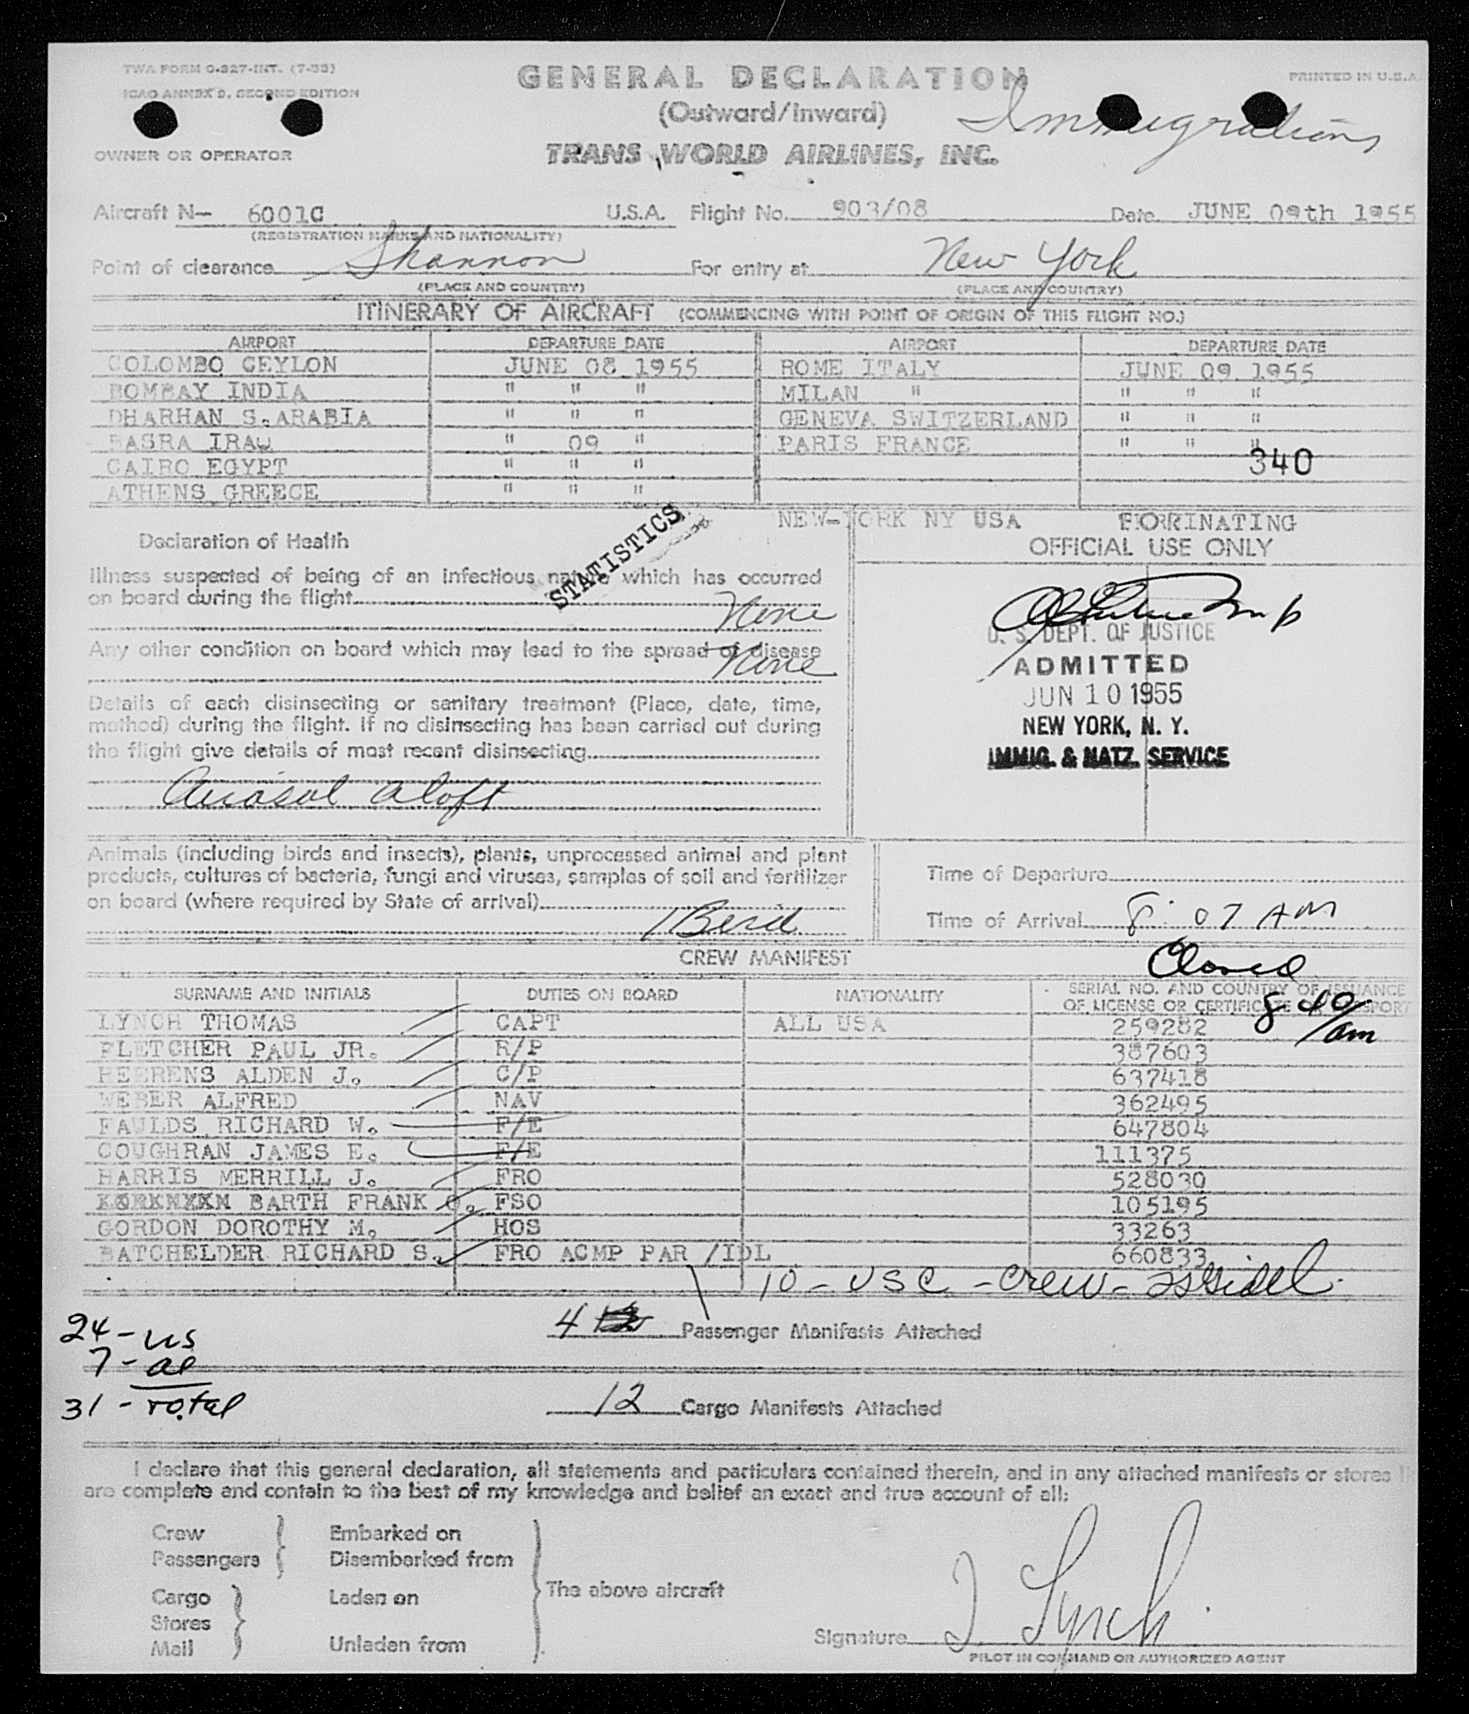 TWA FORM O-327-INT. (7-53)
ICAO ANNEX 9, SECOND EDITION
GENERAL DECLARATION
(Outward/Inward)
Immigrations
PRINTED IN U.S.A.
OWNER OR OPERATOR
TRANS WORLD AIRLINES, INC.
Aircraft N- 6001C U.S.A. Flight No. 903/08 Date JUNE 09th 1955
(REGISTRATION MARKS AND NATIONALITY)
Point of clearance Shannon For entry at New York
(PLACE AND COUNTRY) (PLACE AND COUNTRY)
ITINERARY OF AIRCRAFT (COMMENCING WITH POINT OF ORIGIN OF THIS FLIGHT NO.)
AIRPORT DEPARTURE DATE AIRPORT DEPARTURE DATE
COLOMBO CEYLON JUNE 08 1955 ROME ITALY JUNE 09 1955
BOMBAY INDIA " " " MILAN " " " "
DHARHAN S.ARABIA " " " GENEVA SWITZERLAND " " "
BASRA IRAQ " 09 " PARIS FRANCE " " "
CAIRO EGYPT " " " 340
ATHENS GREECE " " "
NEW-YORK NY USA
STATISTICS
Declaration of Health
OFFICIAL USE ONLY
Illness suspected of being of an infectious nature which has occurred
on board during the flight None
Any other condition on board which may lead to the spread of disease
None
U. S. DEPT. OF JUSTICE
ADMITTED
JUN 10 1955
NEW YORK, N. Y.
IMMIG. & NATZ. SERVICE
Details of each disinsecting or sanitary treatment (Place, date, time,
method) during the flight. If no disinsecting has been carried out during
the flight give details of most recent disinsecting
Airasol aloft
Animals (including birds and insects), plants, unprocessed animal and plant
products, cultures of bacteria, fungi and viruses, samples of soil and fertilizer
on board (where required by State of arrival)
1 Berd
Time of Departure
Time of Arrival 8:07 AM
CREW MANIFEST
Closed
840 am
SURNAME AND INITIALS DUTIES ON BOARD NATIONALITY SERIAL NO. AND COUNTRY OF ISSUANCE
OF LICENSE OR CERTIFICATE OR PASSPORT
LYNCH THOMAS CAPT ALL USA 259282
FLETCHER PAUL JR. R/P 387603
HEERENS ALDEN J. C/P 637418
WEBER ALFRED NAV 362495
FAULDS RICHARD W. F/E 647804
COUGHRAN JAMES E. F/E 111375
HARRIS MERRILL J. FRO 528030
BARTH FRANK C. FSO 105195
GORDON DOROTHY M. HOS 33263
BATCHELDER RICHARD S. FRO ACMP PAR /IDL 660833
10 - USC - Crew -
24 - US
7 - al
31 - Total
4 Passenger Manifests Attached
12 Cargo Manifests Attached
I declare that this general declaration, all statements and particulars contained therein, and in any attached manifests or stores
are complete and contain to the best of my knowledge and belief an exact and true account of all:
Crew Embarked on
Passengers Disembarked from
The above aircraft
Cargo Laden on
Stores
Mail Unladen from
Signature J Lynch
PILOT IN COMMAND OR AUTHORIZED AGENT